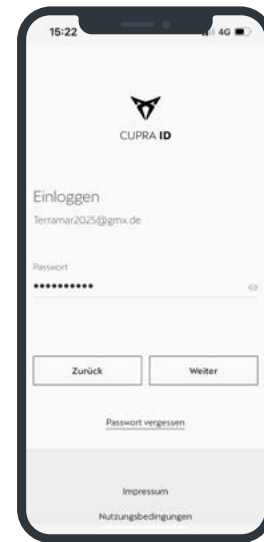 15:22 4G
CUPRA ID
Einloggen
Terramar2025@gmx.de
Passwort
••••••••••
Zurück Weiter
Passwort vergessen
Impressum
Nutzungsbedingungen